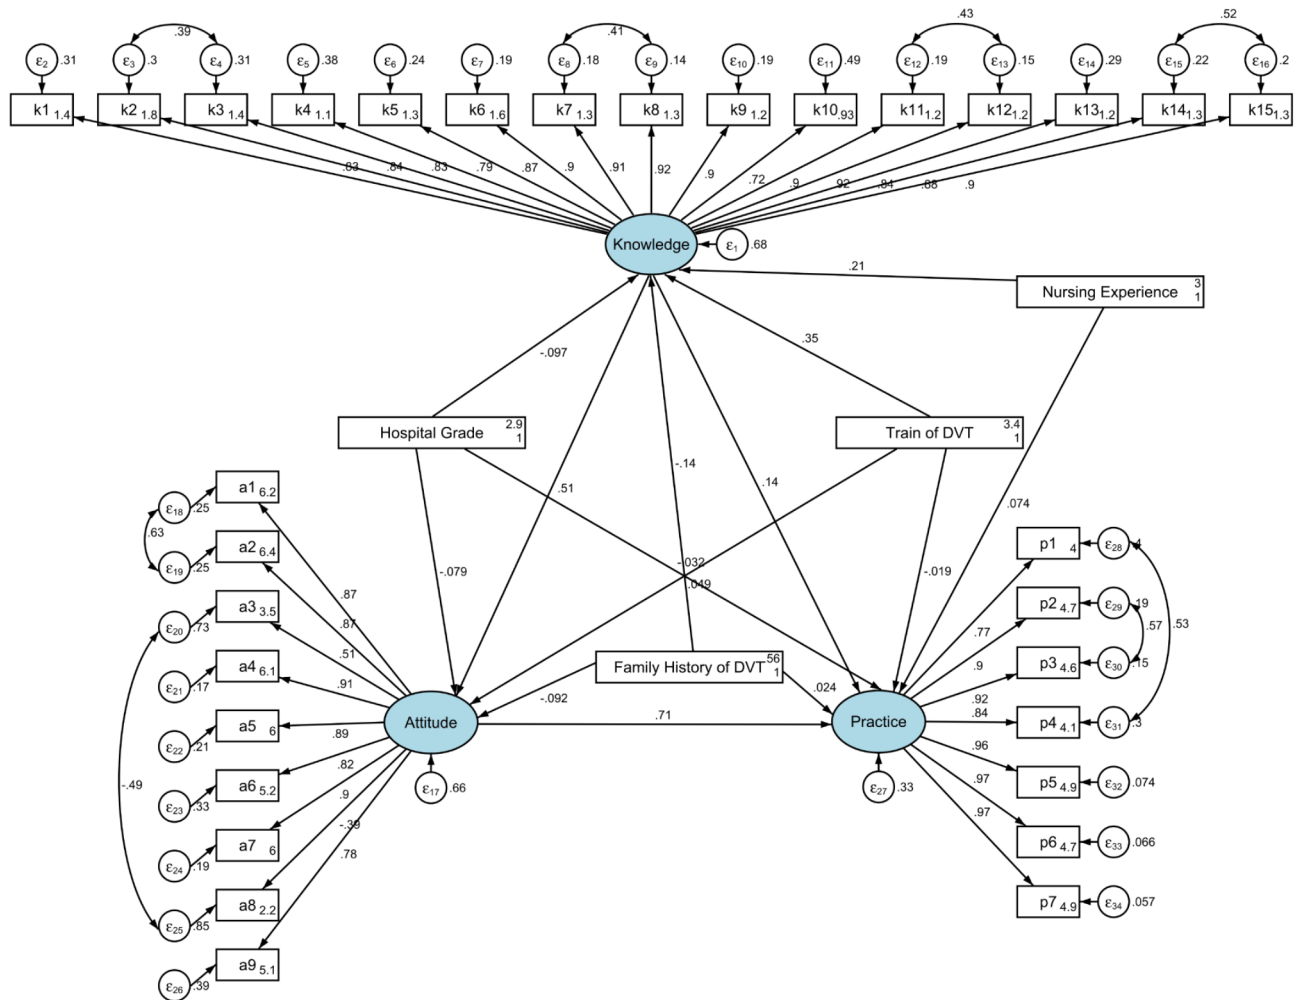 .39 .41 .43 .52
ε2 .31 ε3 .3 ε4 .31 ε5 .38 ε6 .24 ε7 .19 ε8 .18 ε9 .14 ε10 .19 ε11 .49 ε12 .19 ε13 .15 ε14 .29 ε15 .22 ε16 .2
k1 1.4 k2 1.8 k3 1.4 k4 1.1 k5 1.3 k6 1.6 k7 1.3 k8 1.3 k9 1.2 k10 .93 k11 1.2 k12 1.2 k13 1.2 k14 1.3 k15 1.3
.83 .84 .83 .79 .87 .9 .91 .92 .9 .72 .9 .92 .84 .88 .9
Knowledge ε1 .68
.21
Nursing Experience 3 1
-.097 .35
Hospital Grade 2.9 1
Train of DVT 3.4 1
-.14 .14
.51
.074
-.079 -.032 -.019
.049
Family History of DVT .56 1
-.092 .024
.71
ε18 .25 a1 6.2
.63
ε19 .25 a2 6.4
ε20 .73 a3 3.5
ε21 .17 a4 6.1
ε22 .21 a5 6
ε23 .33 a6 5.2
ε24 .19 a7 6
ε25 .85 a8 2.2
ε26 .39 a9 5.1
-.49
.87
.87
.51
.91
.89
.82
.9
-.39
.78
Attitude
ε17 .66
Practice
ε27 .33
p1 4 ε28 .4
p2 4.7 ε29 .19
.57 .53
p3 4.6 ε30 .15
p4 4.1 ε31 .3
p5 4.9 ε32 .074
p6 4.7 ε33 .066
p7 4.9 ε34 .057
.77
.9
.92
.84
.96
.97
.97